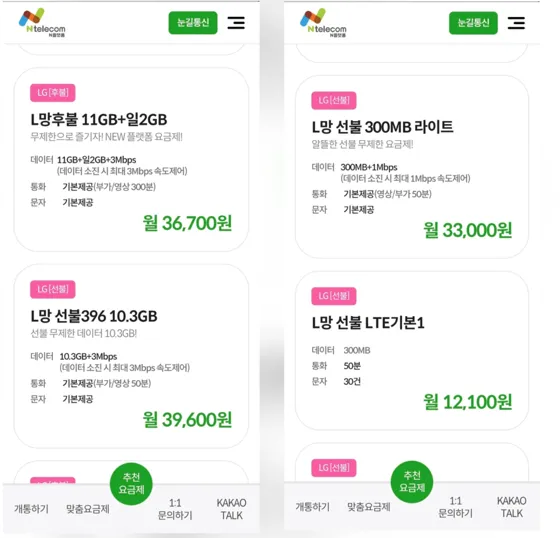 Ntelecom
N플랫폼
눈길통신
LG [후불]
L망후불 11GB+일2GB
무제한으로 즐기자! NEW 플랫폼 요금제!
데이터 11GB+일2GB+3Mbps
(데이터 소진 시 최대 3Mbps 속도제어)
통화 기본제공(부가/영상 300분)
문자 기본제공
월 36,700원
LG [선불]
L망 선불396 10.3GB
선불 무제한 데이터 10.3GB!
데이터 10.3GB+3Mbps
(데이터 소진 시 최대 3Mbps 속도제어)
통화 기본제공(부가/영상 50분)
문자 기본제공
월 39,600원
개통하기
맞춤요금제
추천
요금제
1:1
문의하기
KAKAO
TALK
Ntelecom
N플랫폼
눈길통신
LG [선불]
L망 선불 300MB 라이트
알뜰한 선불 무제한 요금제!
데이터 300MB+1Mbps
(데이터 소진 시 최대 1Mbps 속도제어)
통화 기본제공(영상/부가 50분)
문자 기본제공
월 33,000원
LG [선불]
L망 선불 LTE기본1
데이터 300MB
통화 50분
문자 30건
월 12,100원
LG [선불]
개통하기
맞춤요금제
추천
요금제
1:1
문의하기
KAKAO
TALK